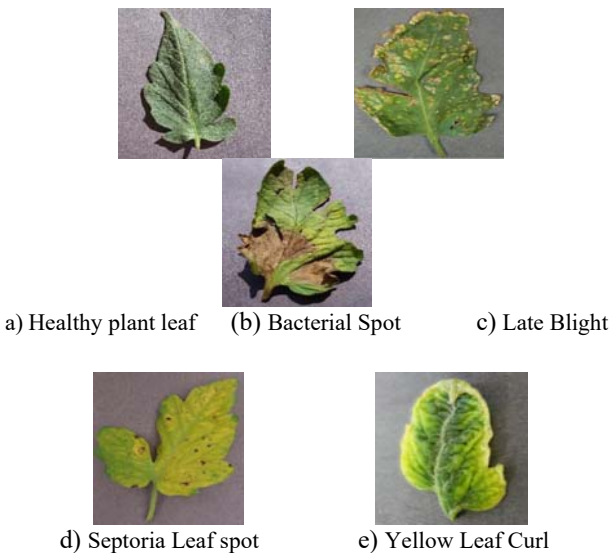 a) Healthy plant leaf (b) Bacterial Spot c) Late Blight
d) Septoria Leaf spot e) Yellow Leaf Curl